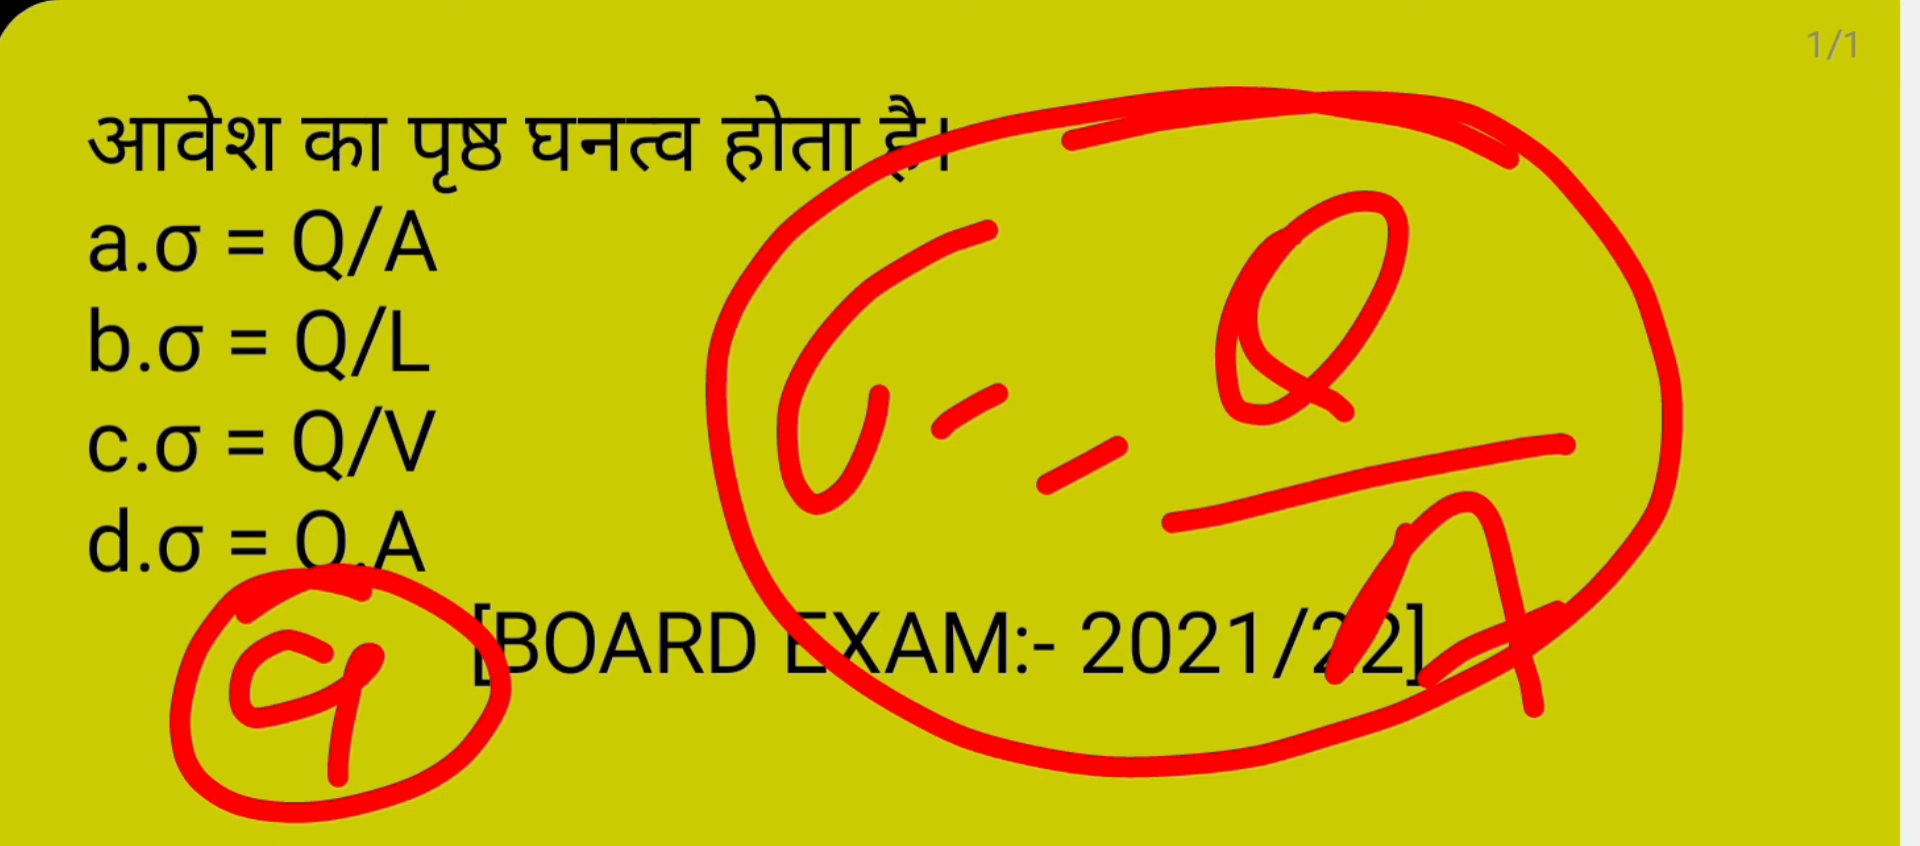 1/1
आवेश का पृष्ठ घनत्व होता है।
a.σ = Q/A
b.σ = Q/L
c.σ = Q/V
d.σ = Q.A
σ = Q/A
[BOARD EXAM:- 2021/22]
a